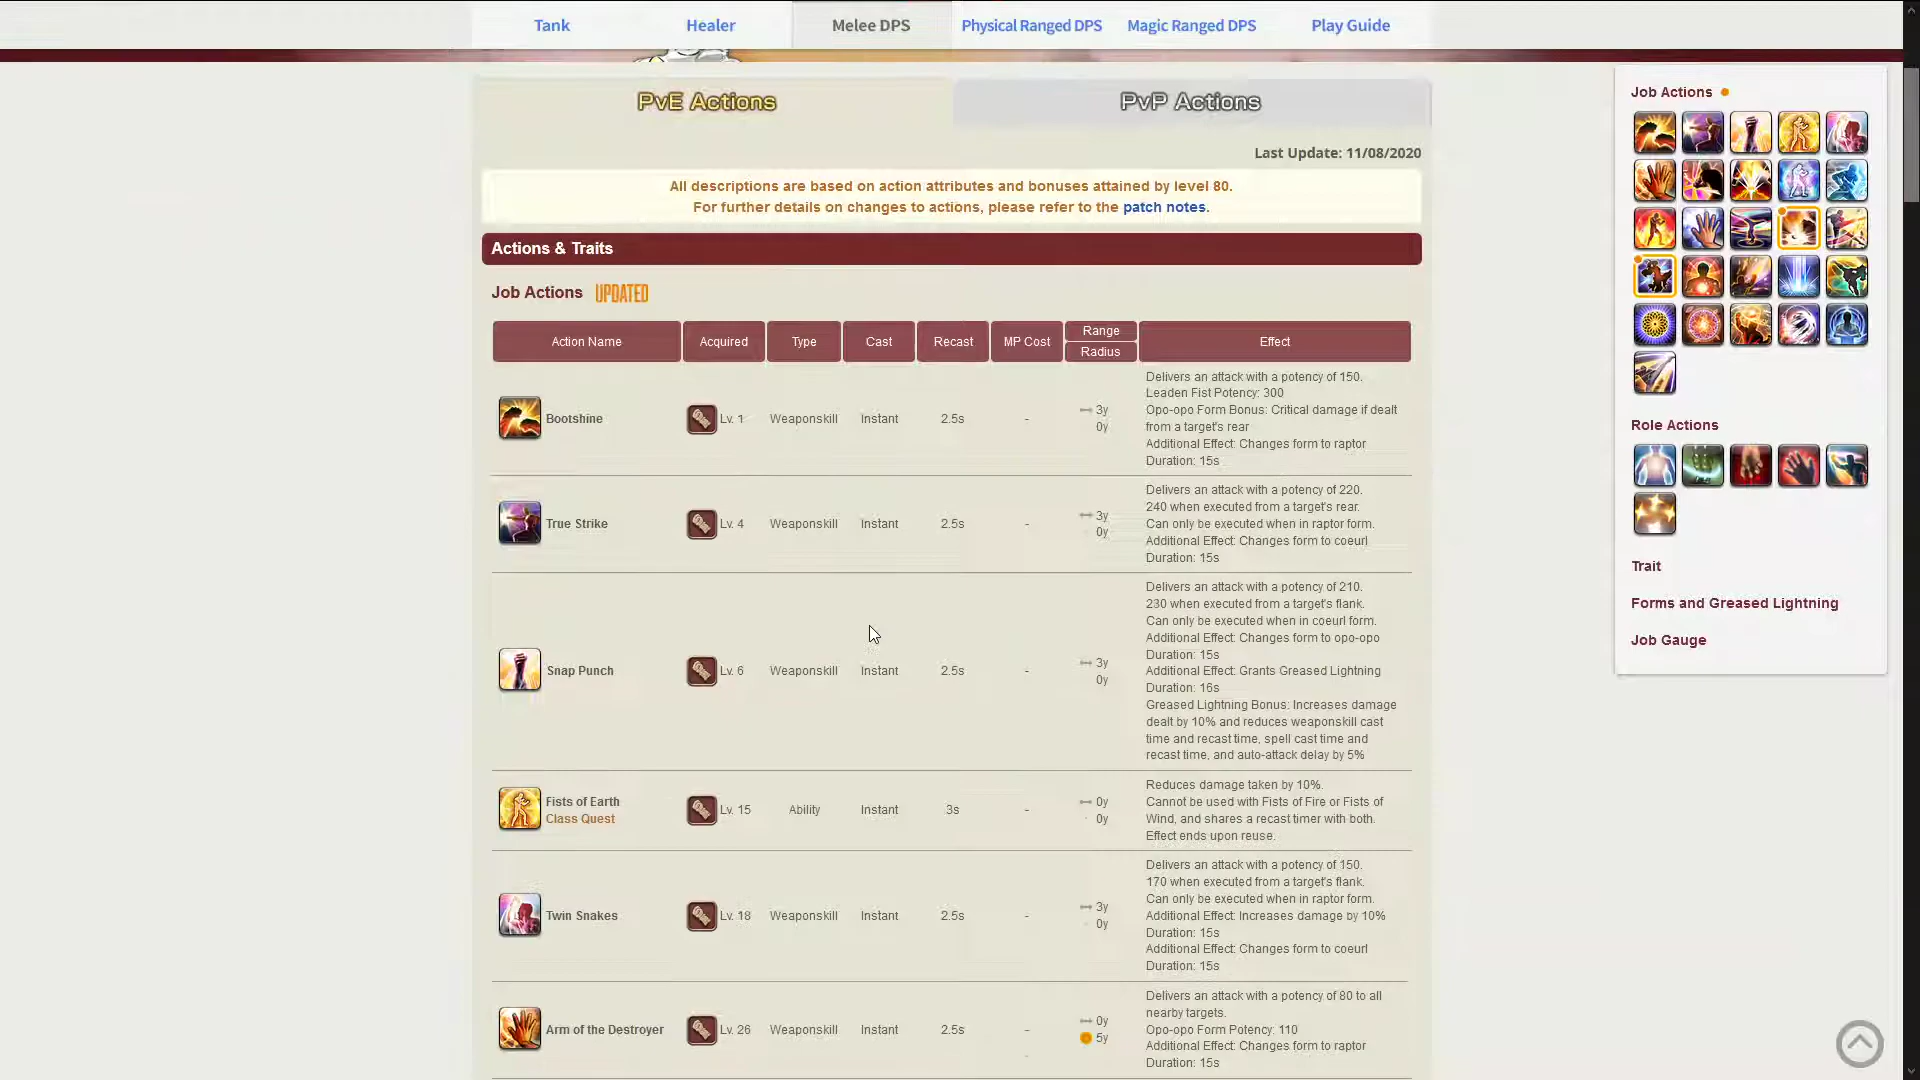 Tank Healer Melee DPS Physical Ranged DPS Magic Ranged DPS Play Guide
PvE Actions PvP Actions
Last Update: 11/08/2020
All descriptions are based on action attributes and bonuses attained by level 80.
For further details on changes to actions, please refer to the patch notes.
Actions & Traits
Job Actions UPDATED
Action Name Acquired Type Cast Recast MP Cost Range Radius Effect
Bootshine Lv. 1 Weaponskill Instant 2.5s - 3y 0y
Delivers an attack with a potency of 150.
Leaden Fist Potency: 300
Opo-opo Form Bonus: Critical damage if dealt
from a target's rear
Additional Effect: Changes form to raptor
Duration: 15s
True Strike Lv. 4 Weaponskill Instant 2.5s - 3y 0y
Delivers an attack with a potency of 220.
240 when executed from a target's rear.
Can only be executed when in raptor form.
Additional Effect: Changes form to coeurl
Duration: 15s
Snap Punch Lv. 6 Weaponskill Instant 2.5s - 3y 0y
Delivers an attack with a potency of 210.
230 when executed from a target's flank.
Can only be executed when in coeurl form.
Additional Effect: Changes form to opo-opo
Duration: 15s
Additional Effect: Grants Greased Lightning
Duration: 16s
Greased Lightning Bonus: Increases damage
dealt by 10% and reduces weaponskill cast
time and recast time, spell cast time and
recast time, and auto-attack delay by 5%
Fists of Earth
Class Quest
Lv. 15 Ability Instant 3s - 0y 0y
Reduces damage taken by 10%.
Cannot be used with Fists of Fire or Fists of
Wind, and shares a recast timer with both.
Effect ends upon reuse.
Twin Snakes Lv. 18 Weaponskill Instant 2.5s - 3y 0y
Delivers an attack with a potency of 150.
170 when executed from a target's flank.
Can only be executed when in raptor form.
Additional Effect: Increases damage by 10%
Duration: 15s
Additional Effect: Changes form to coeurl
Duration: 15s
Arm of the Destroyer Lv. 26 Weaponskill Instant 2.5s - 0y 5y
Delivers an attack with a potency of 80 to all
nearby targets.
Opo-opo Form Potency: 110
Additional Effect: Changes form to raptor
Duration: 15s
Job Actions
Role Actions
Trait
Forms and Greased Lightning
Job Gauge